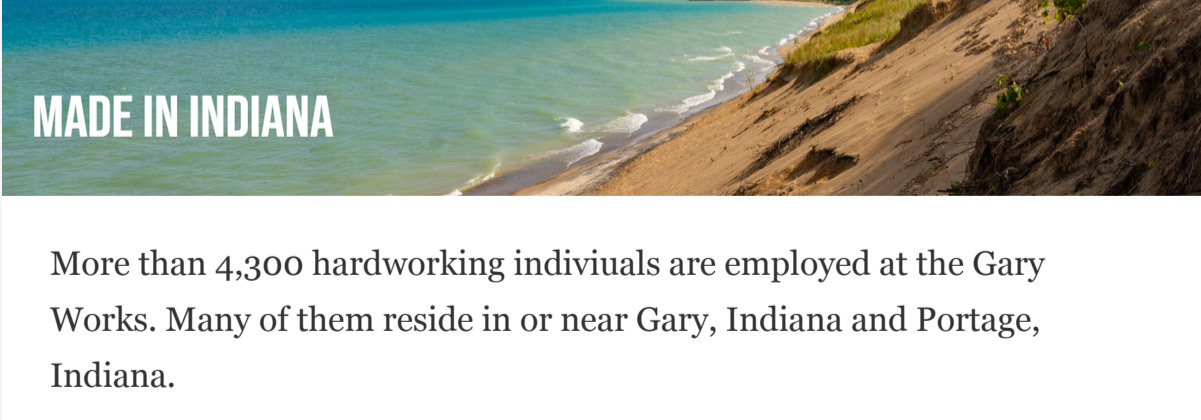 MADE IN INDIANA
More than 4,300 hardworking indiviuals are employed at the Gary
Works. Many of them reside in or near Gary, Indiana and Portage,
Indiana.